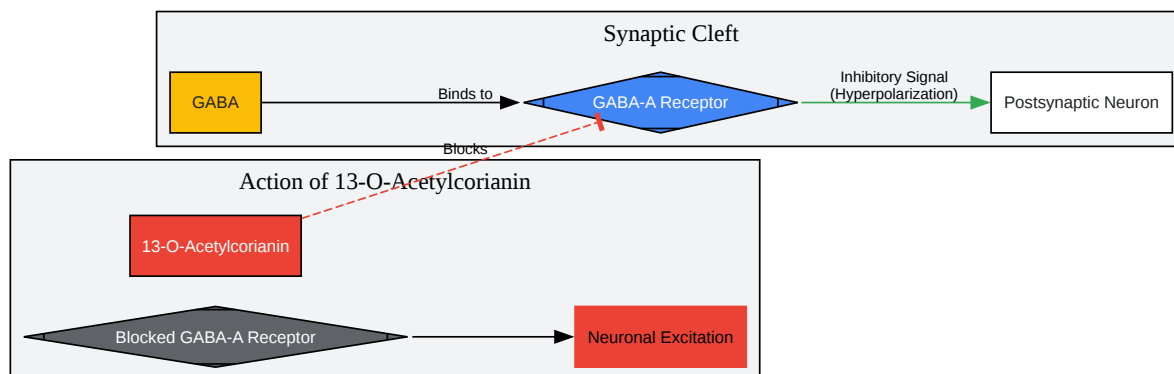 Synaptic Cleft
GABA
Binds to
GABA-A Receptor
Inhibitory Signal
(Hyperpolarization)
Postsynaptic Neuron
Blocks
Action of 13-O-Acetylcorianin
13-O-Acetylcorianin
Blocked GABA-A Receptor
Neuronal Excitation